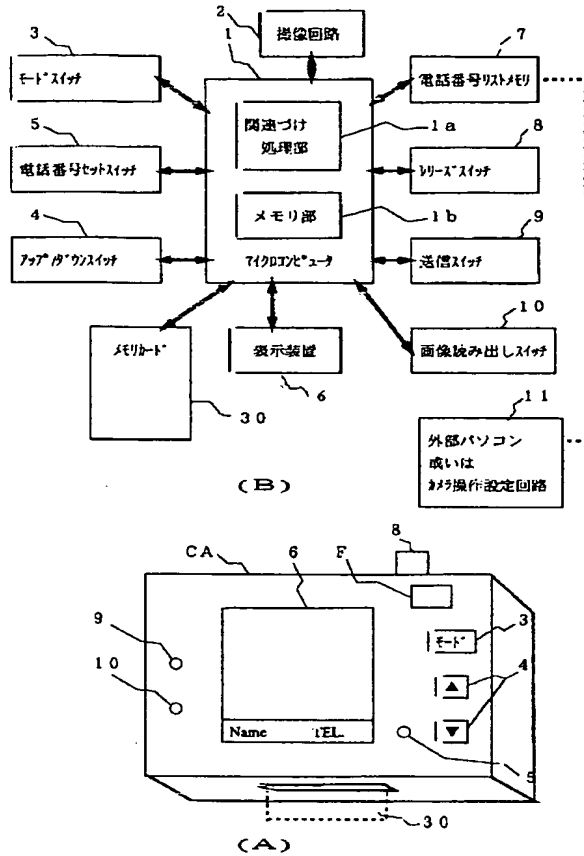 2
撮像回路
3
1
7
モードスイッチ
電話番号リストメモリ
関連づけ
処理部
1a
5
8
電話番号セットスイッチ
レリーズスイッチ
メモリ部
1b
4
9
アップ/ダウンスイッチ
マイクロコンピュータ
送信スイッチ
10
メモリカード
表示装置
画像読み出しスイッチ
30
6
11
外部パソコン
或いは
カメラ操作設定回路
(B)
8
CA
6
F
9
3
モード
10
4
▲
▼
Name TEL.
5
30
(A)